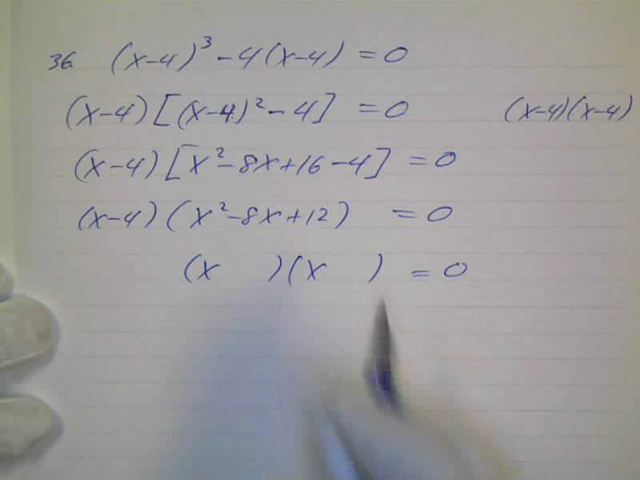 36 (x-4)³ - 4(x-4) = 0
(x-4)[(x-4)² - 4] = 0 (x-4)(x-4)
(x-4)[x²-8x+16-4] = 0
(x-4)(x²-8x+12) = 0
(x )(x ) = 0